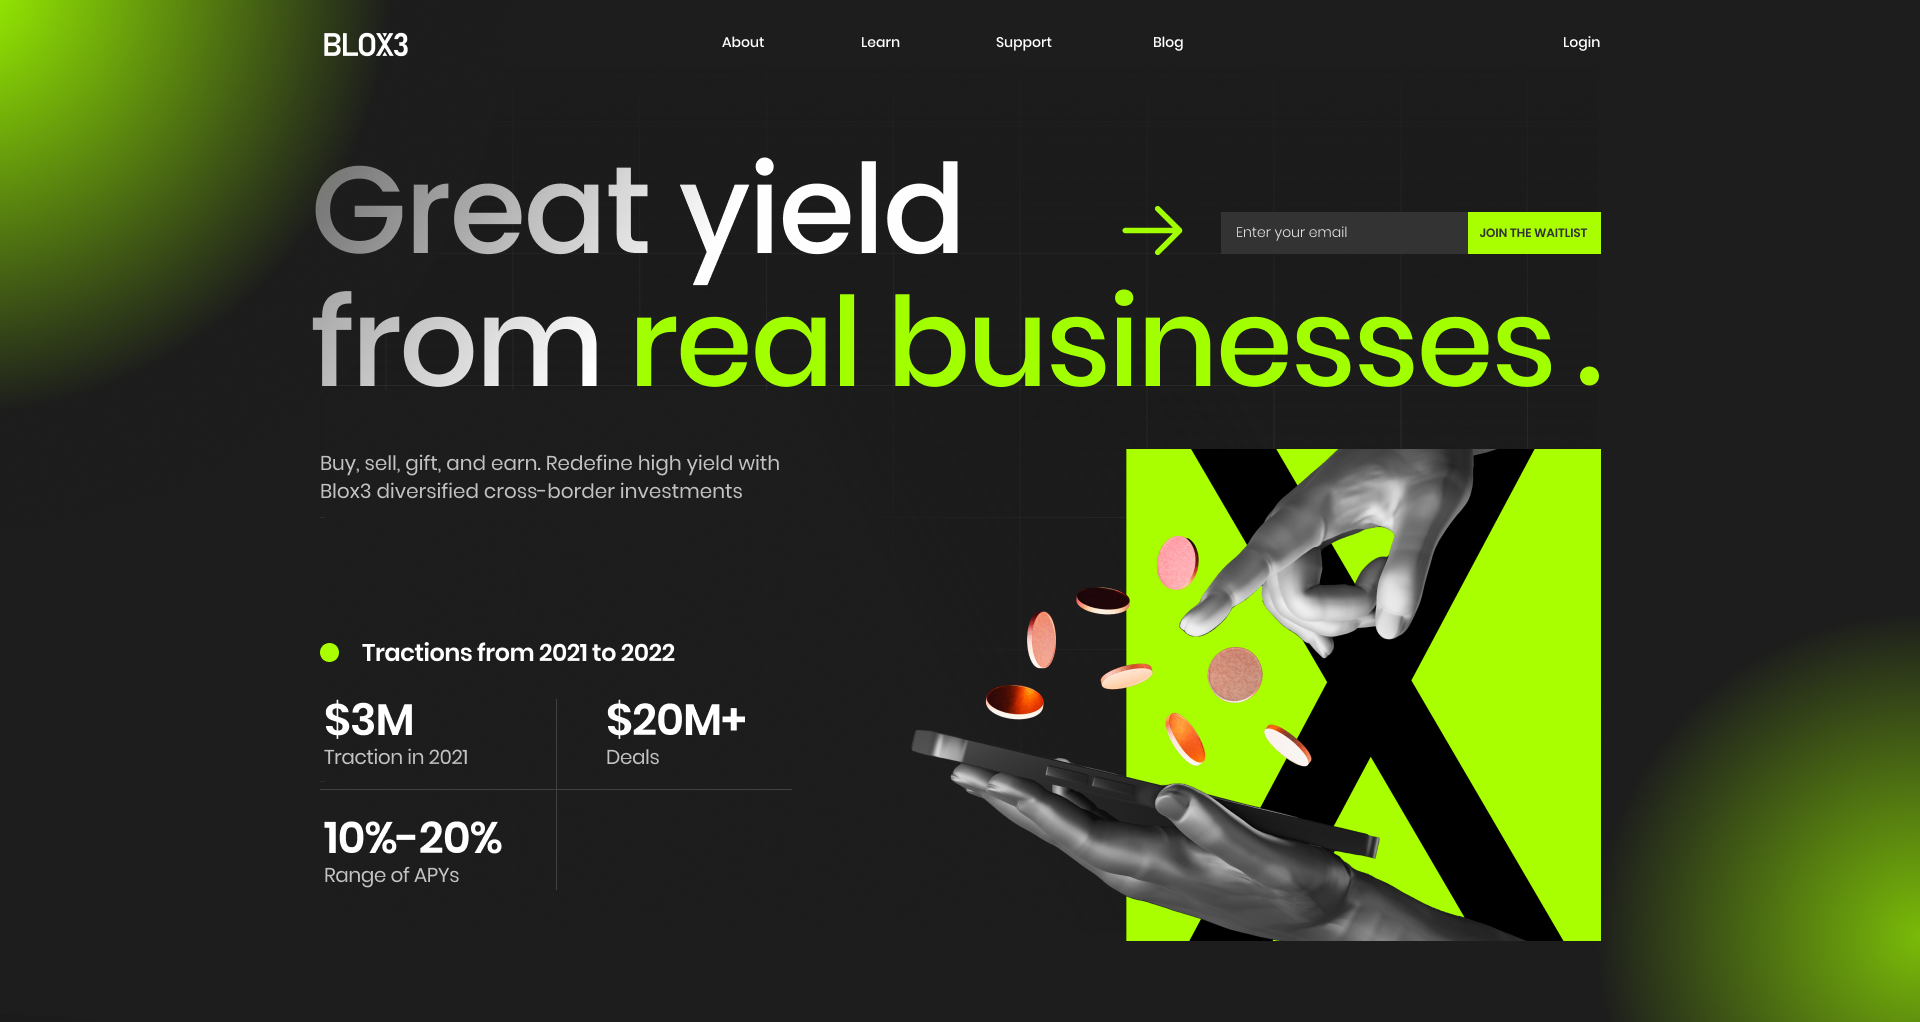 BLOX3
About
Learn
Support
Blog
Login
Great yield
Enter your email
JOIN THE WAITLIST
from real businesses.
Buy, sell, gift, and earn. Redefine high yield with
Blox3 diversified cross-border investments
Tractions from 2021 to 2022
$3M
Traction in 2021
$20M+
Deals
10%-20%
Range of APYs